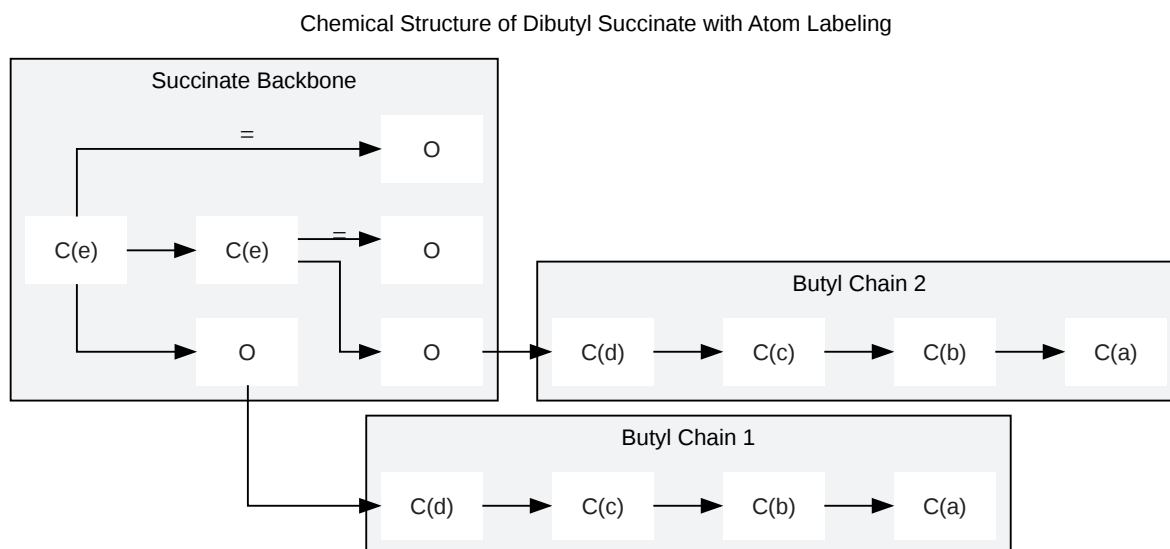 Chemical Structure of Dibutyl Succinate with Atom Labeling
Succinate Backbone
=
O
C(e)
C(e)
=
O
O
O
Butyl Chain 2
C(d)
C(c)
C(b)
C(a)
Butyl Chain 1
C(d)
C(c)
C(b)
C(a)